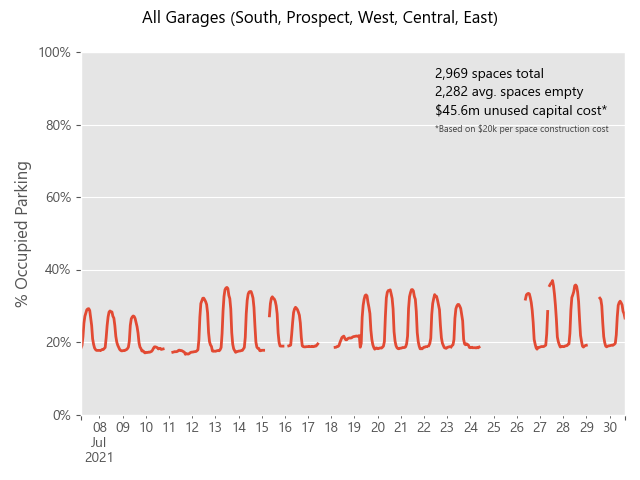 All Garages (South, Prospect, West, Central, East)
100%
80%
60%
40%
20%
0%
% Occupied Parking
2,969 spaces total
2,282 avg. spaces empty
$45.6m unused capital cost*
*Based on $20k per space construction cost
08 09 10 11 12 13 14 15 16 17 18 19 20 21 22 23 24 25 26 27 28 29 30
Jul
2021